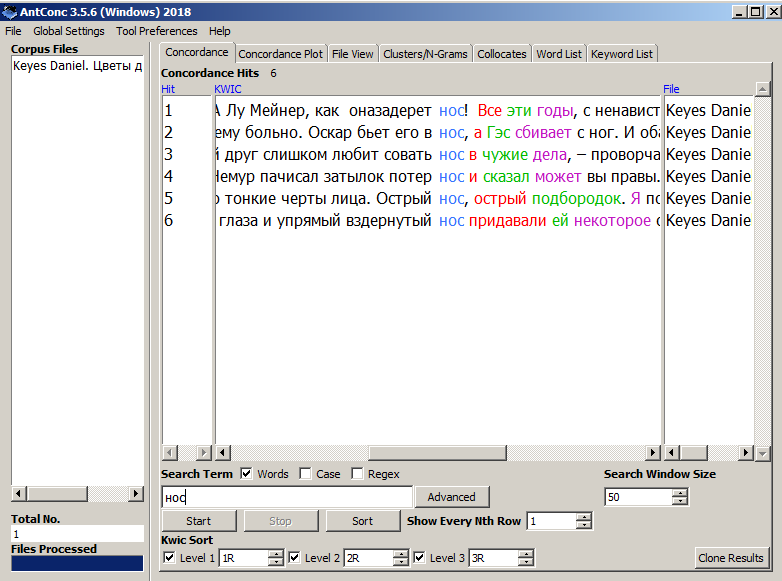 AntConc 3.5.6 (Windows) 2018
File Global Settings Tool Preferences Help
Corpus Files
Keyes Daniel. Цветы д
Concordance Concordance Plot File View Clusters/N-Grams Collocates Word List Keyword List
Concordance Hits 6
Hit KWIC File
1 А Лу Мейнер, как оназадерет нос! Все эти годы, с ненавист Keyes Danie
2 ему больно. Оскар бьет его в нос, а Гэс сбивает с ног. И оба Keyes Danie
3 й друг слишком любит совать нос в чужие дела, – проворча Keyes Danie
4 Немур пачисал затылок потер нос и сказал может вы правы. Keyes Danie
5 о тонкие черты лица. Острый нос, острый подбородок. Я по Keyes Danie
6 глаза и упрямый вздернутый нос придавали ей некоторое с Keyes Danie
Search Term Words Case Regex Search Window Size
нос Advanced 50
Start Stop Sort Show Every Nth Row 1
Kwic Sort
Level 1 1R Level 2 2R Level 3 3R Clone Results
Total No.
1
Files Processed